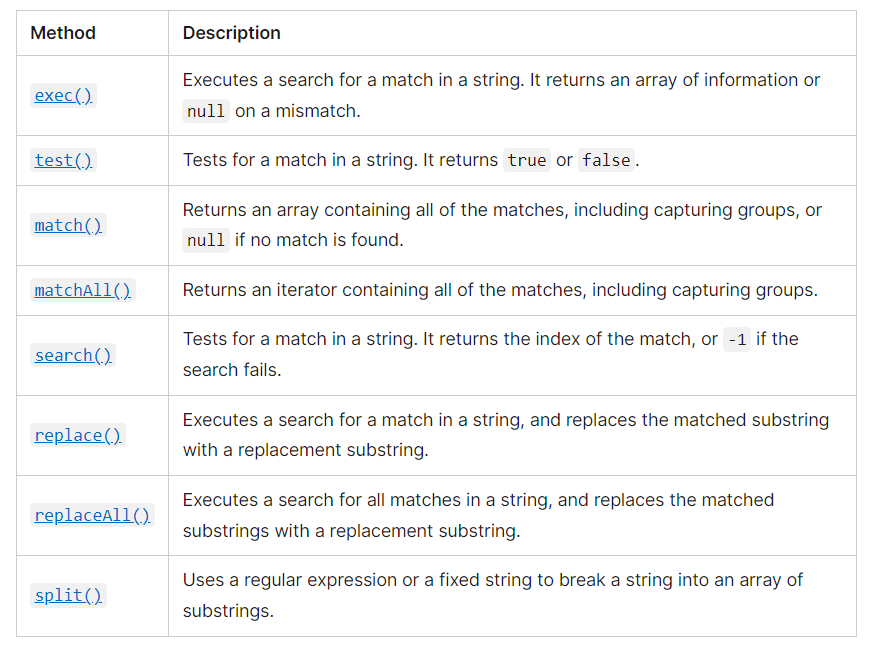 Method Description
exec() Executes a search for a match in a string. It returns an array of information or
null on a mismatch.
test() Tests for a match in a string. It returns true or false.
match() Returns an array containing all of the matches, including capturing groups, or
null if no match is found.
matchAll() Returns an iterator containing all of the matches, including capturing groups.
search() Tests for a match in a string. It returns the index of the match, or -1 if the
search fails.
replace() Executes a search for a match in a string, and replaces the matched substring
with a replacement substring.
replaceAll() Executes a search for all matches in a string, and replaces the matched
substrings with a replacement substring.
split() Uses a regular expression or a fixed string to break a string into an array of
substrings.